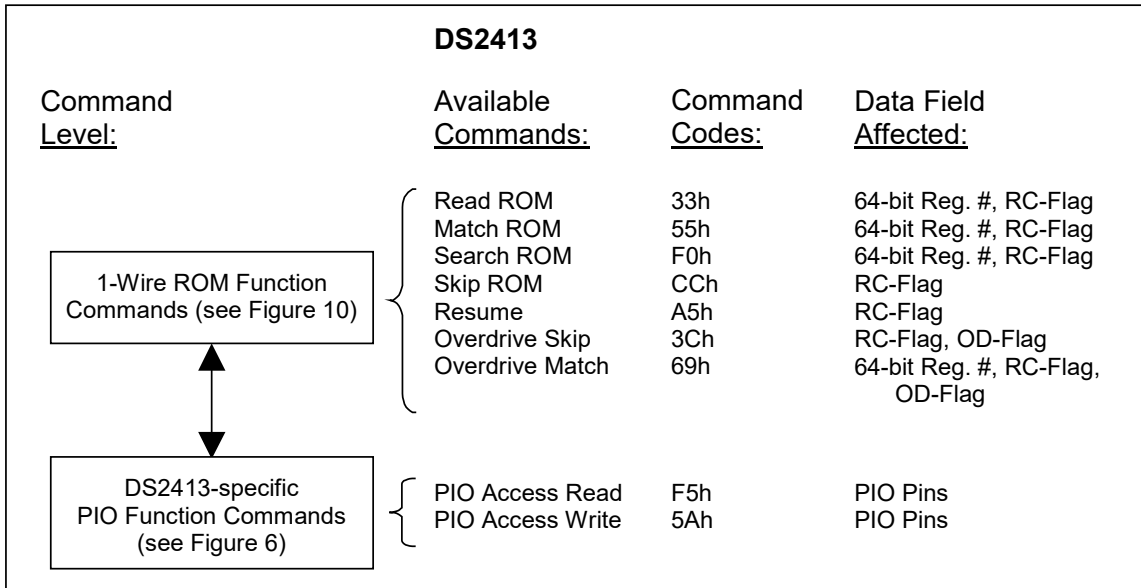 DS2413
Command Level:
Available Commands:
Command Codes:
Data Field Affected:
1-Wire ROM Function
Commands (see Figure 10)
Read ROM 33h 64-bit Reg. #, RC-Flag
Match ROM 55h 64-bit Reg. #, RC-Flag
Search ROM F0h 64-bit Reg. #, RC-Flag
Skip ROM CCh RC-Flag
Resume A5h RC-Flag
Overdrive Skip 3Ch RC-Flag, OD-Flag
Overdrive Match 69h 64-bit Reg. #, RC-Flag,
OD-Flag
DS2413-specific
PIO Function Commands
(see Figure 6)
PIO Access Read F5h PIO Pins
PIO Access Write 5Ah PIO Pins